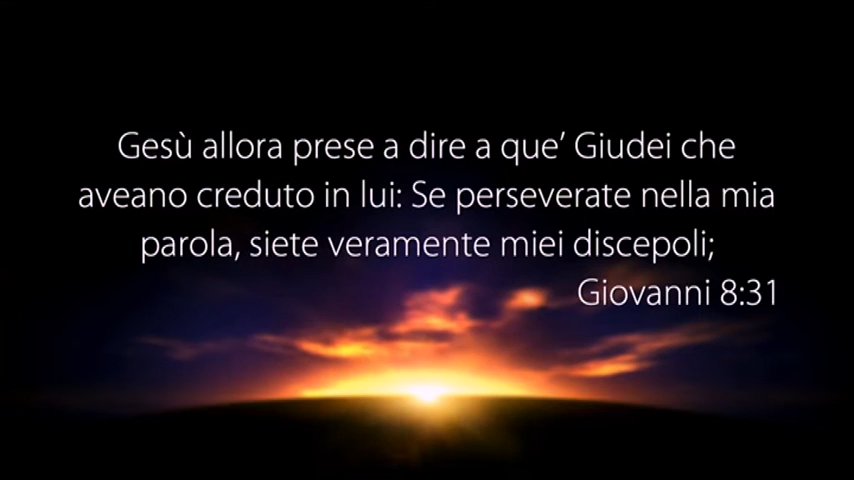 Gesù allora prese a dire a que’ Giudei che
aveano creduto in lui: Se perseverate nella mia
parola, siete veramente miei discepoli;
Giovanni 8:31